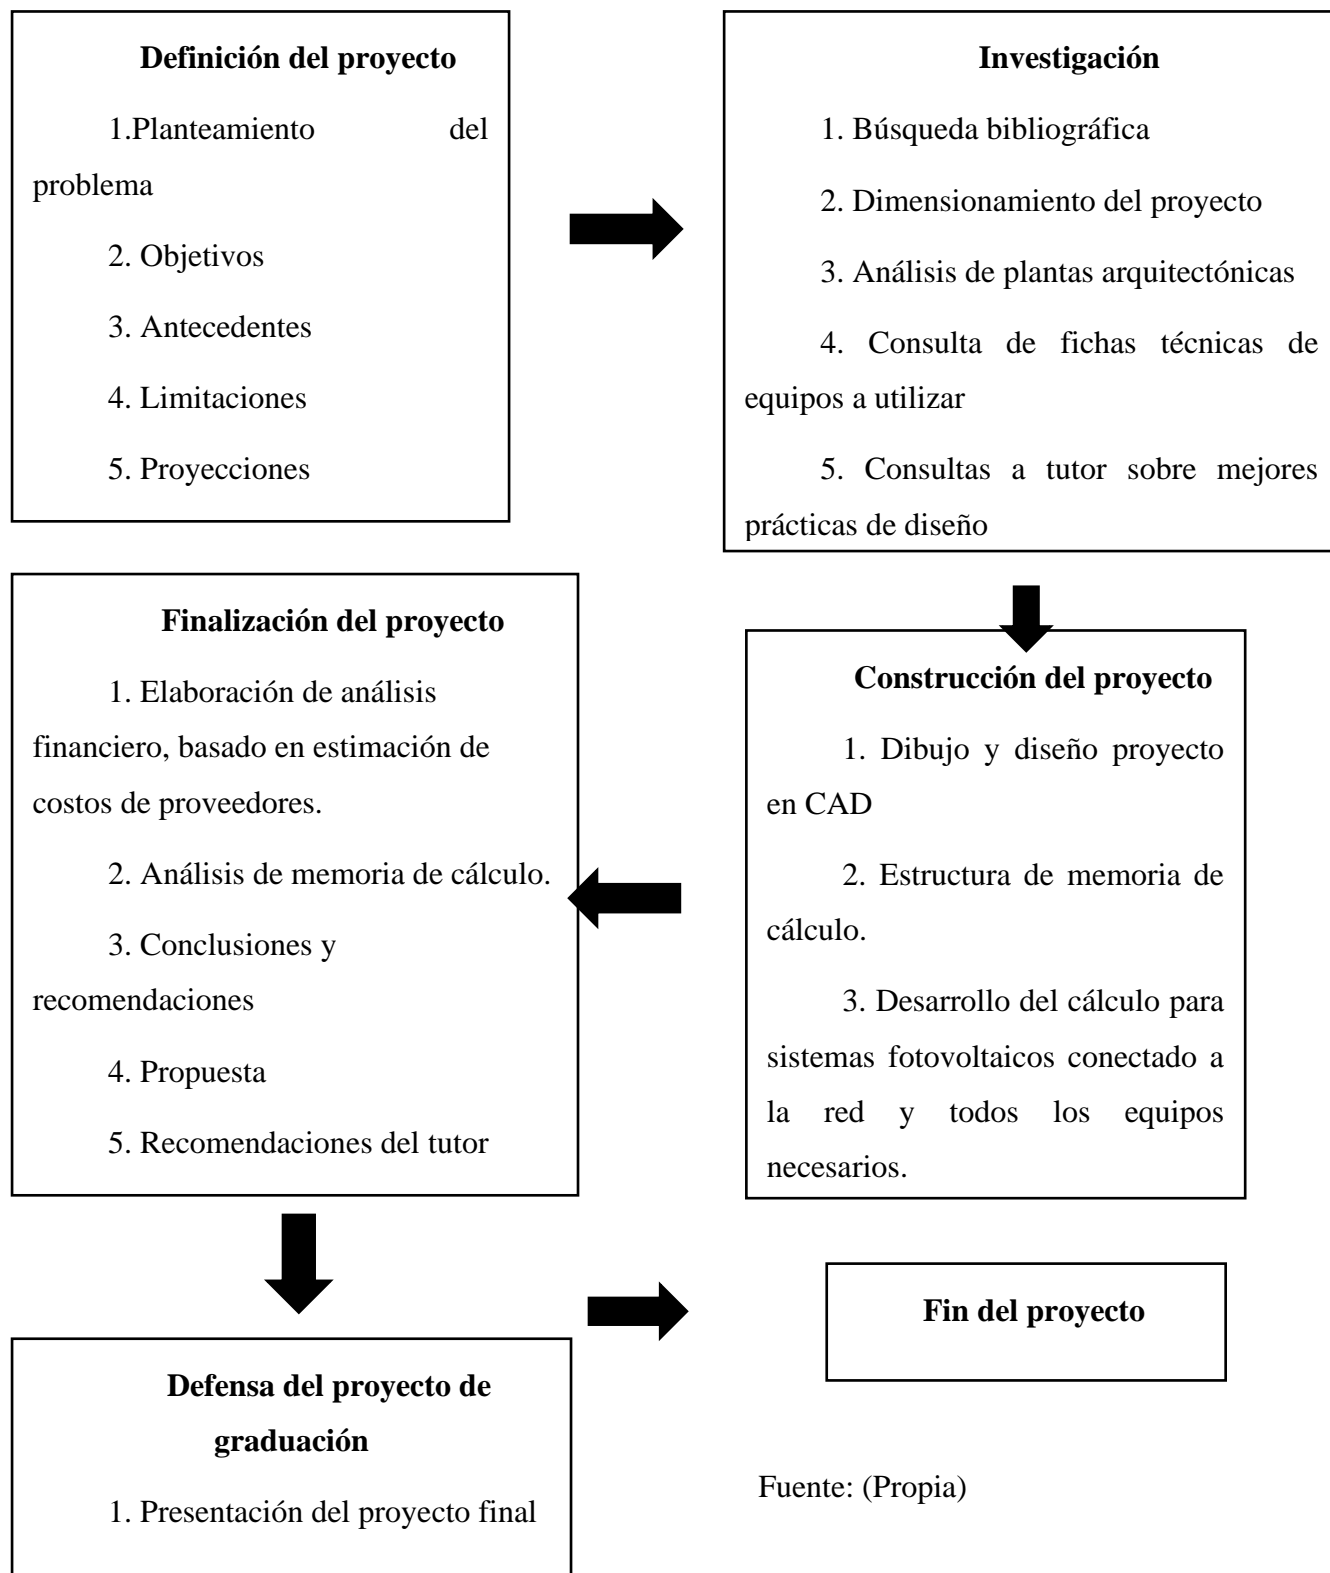 Definición del proyecto
1.Planteamiento del
problema
2. Objetivos
3. Antecedentes
4. Limitaciones
5. Proyecciones
Investigación
1. Búsqueda bibliográfica
2. Dimensionamiento del proyecto
3. Análisis de plantas arquitectónicas
4. Consulta de fichas técnicas de
equipos a utilizar
5. Consultas a tutor sobre mejores
prácticas de diseño
Construcción del proyecto
1. Dibujo y diseño proyecto
en CAD
2. Estructura de memoria de
cálculo.
3. Desarrollo del cálculo para
sistemas fotovoltaicos conectado a
la red y todos los equipos
necesarios.
Finalización del proyecto
1. Elaboración de análisis
financiero, basado en estimación de
costos de proveedores.
2. Análisis de memoria de cálculo.
3. Conclusiones y
recomendaciones
4. Propuesta
5. Recomendaciones del tutor
Defensa del proyecto de
graduación
1. Presentación del proyecto final
Fin del proyecto
Fuente: (Propia)